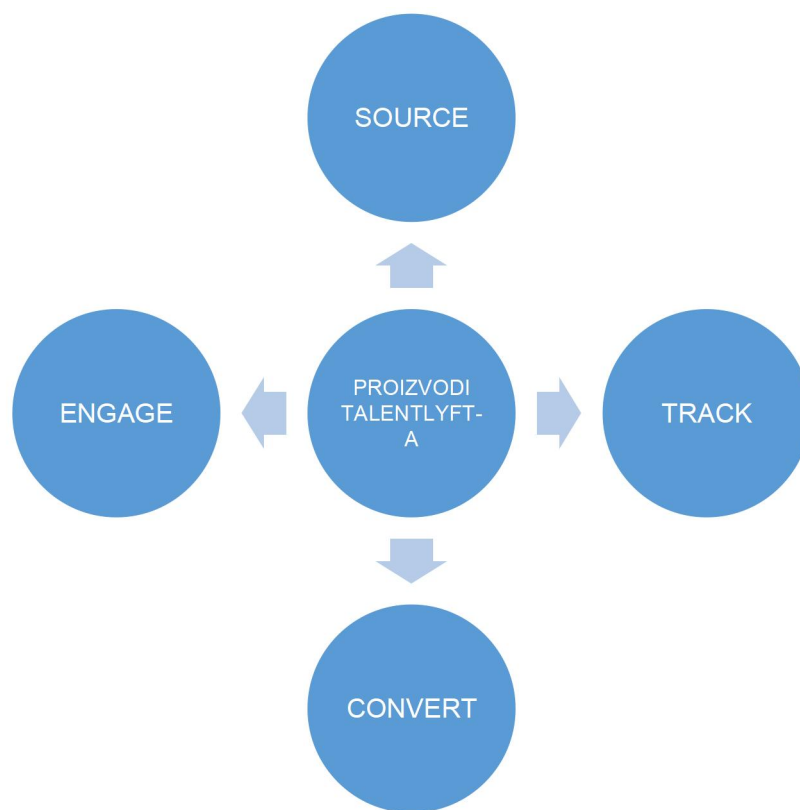 SOURCE
ENGAGE
PROIZVODI
TALENTLYFT-
A
TRACK
CONVERT